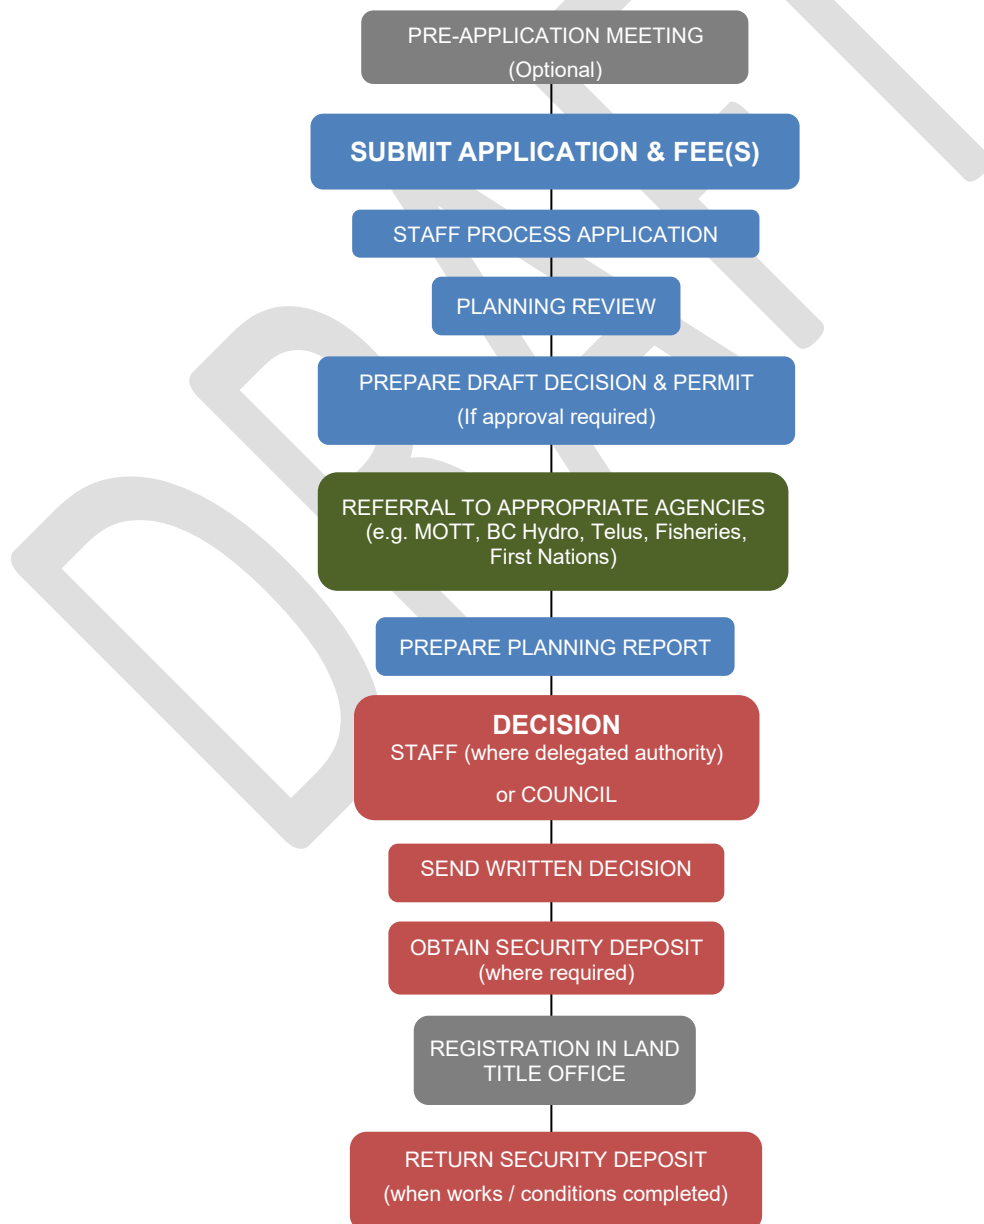 PRE-APPLICATION MEETING
(Optional)
SUBMIT APPLICATION & FEE(S)
STAFF PROCESS APPLICATION
PLANNING REVIEW
PREPARE DRAFT DECISION & PERMIT
(If approval required)
REFERRAL TO APPROPRIATE AGENCIES
(e.g. MOTT, BC Hydro, Telus, Fisheries,
First Nations)
PREPARE PLANNING REPORT
DECISION
STAFF (where delegated authority)
or COUNCIL
SEND WRITTEN DECISION
OBTAIN SECURITY DEPOSIT
(where required)
REGISTRATION IN LAND
TITLE OFFICE
RETURN SECURITY DEPOSIT
(when works / conditions completed)
DRAFT